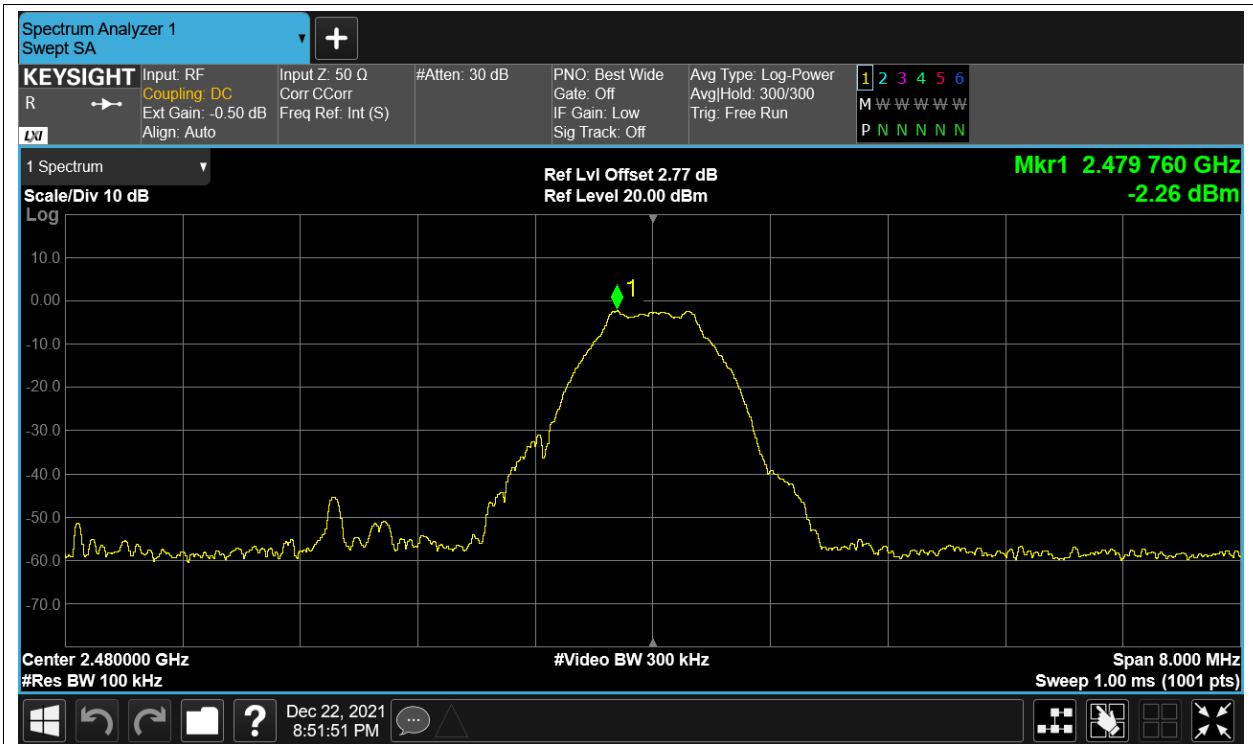 Spectrum Analyzer 1
Swept SA
KEYSIGHT
R
LXI
Input: RF
Coupling: DC
Ext Gain: -0.50 dB
Align: Auto
Input Z: 50 Ω
Corr CCorr
Freq Ref: Int (S)
#Atten: 30 dB
PNO: Best Wide
Gate: Off
IF Gain: Low
Sig Track: Off
Avg Type: Log-Power
Avg|Hold: 300/300
Trig: Free Run
1 2 3 4 5 6
M W W W W W
P N N N N N
1 Spectrum
Scale/Div 10 dB
Log
Ref Lvl Offset 2.77 dB
Ref Level 20.00 dBm
Mkr1 2.479 760 GHz
-2.26 dBm
1
10.0
0.00
-10.0
-20.0
-30.0
-40.0
-50.0
-60.0
-70.0
Center 2.480000 GHz
#Res BW 100 kHz
#Video BW 300 kHz
Span 8.000 MHz
Sweep 1.00 ms (1001 pts)
?
Dec 22, 2021
8:51:51 PM